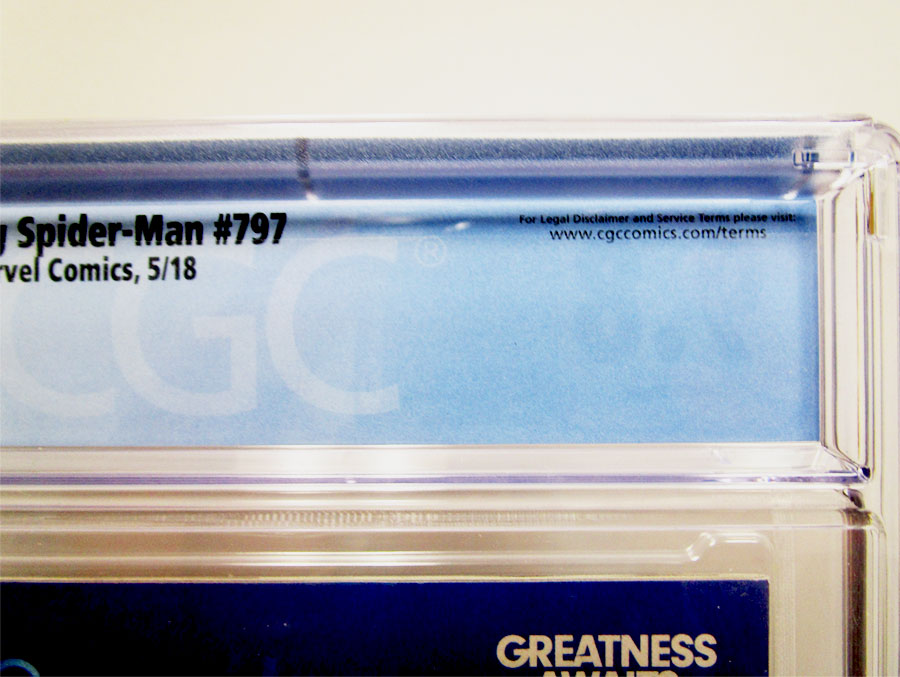 y Spider-Man #797
rvel Comics, 5/18
For Legal Disclaimer and Service Terms please visit:
www.cgccomics.com/terms
CGC®
GREATNESS
AWAITS